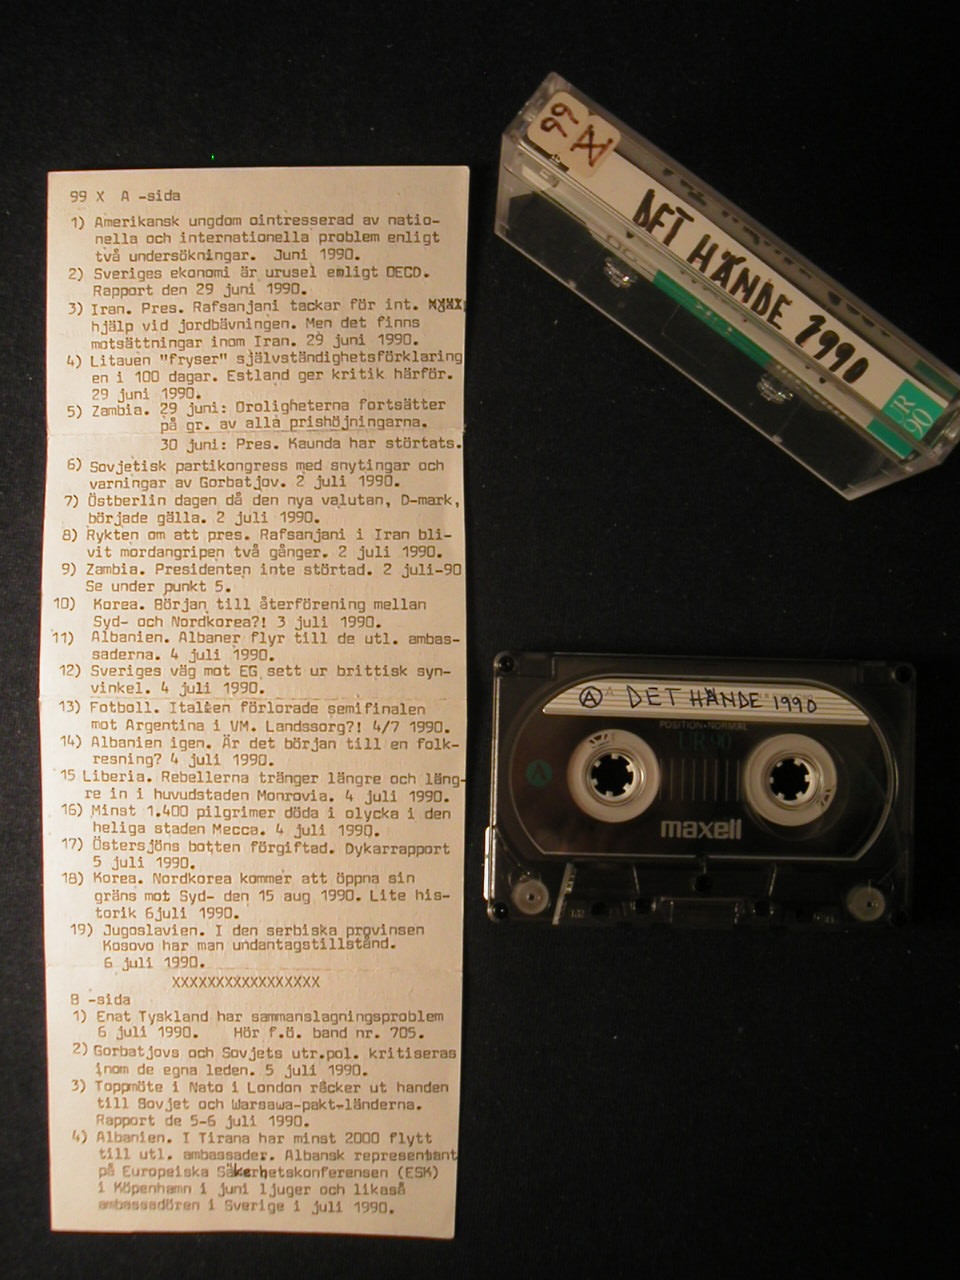 99 X A -sida
1) Amerikansk ungdom ointresserad av natio-
nella och internationella problem enligt
två undersökningar. Juni 1990.
2) Sveriges ekonomi är urusel enligt OECD.
Rapport den 29 juni 1990.
3) Iran. Pres. Rafsanjani tackar för int.
hjälp vid jordbävningen. Men det finns
motsättningar inom Iran. 29 juni 1990.
4) Litauen "fryser" självständighetsförklaring
en i 100 dagar. Estland ger kritik härför.
29 juni 1990.
5) Zambia. 29 juni: Oroligheterna fortsätter
på gr. av alla prishöjningarna.
30 juni: Pres. Kaunda har störtats.
6) Sovjetisk partikongress med snytingar och
varningar av Gorbatjov. 2 juli 1990.
7) Östberlin dagen då den nya valutan, D-mark,
började gälla. 2 juli 1990.
8) Rykten om att pres. Rafsanjani i Iran bli-
vit mordangripen två gånger. 2 juli 1990.
9) Zambia. Presidenten inte störtad. 2 juli-90
Se under punkt 5.
10) Korea. Början till återförening mellan
Syd- och Nordkorea?! 3 juli 1990.
11) Albanien. Albaner flyr till de utl. ambas-
saderna. 4 juli 1990.
12) Sveriges väg mot EG sett ur brittisk syn-
vinkel. 4 juli 1990.
13) Fotboll. Italien förlorade semifinalen
mot Argentina i VM. Landssorg?! 4/7 1990.
14) Albanien igen. Är det början till en folk-
resning? 4 juli 1990.
15 Liberia. Rebellerna tränger längre och läng-
re in i huvudstaden Monrovia. 4 juli 1990.
16) Minst 1.400 pilgrimer döda i olycka i den
heliga staden Mecca. 4 juli 1990.
17) Östersjöns botten förgiftad. Dykarrapport
5 juli 1990.
18) Korea. Nordkorea kommer att öppna sin
gräns mot Syd- den 15 aug 1990. Lite his-
torik 6juli 1990.
19) Jugoslavien. I den serbiska provinsen
Kosovo har man undantagstillstånd.
6 juli 1990.
XXXXXXXXXXXXXXXXX
B -sida
1) Enat Tyskland har sammanslagningsproblem
6 juli 1990. Hör f.ö. band nr. 705.
2) Gorbatjovs och Sovjets utr.pol. kritiseras
inom de egna leden. 5 juli 1990.
3) Toppmöte i Nato i London räcker ut handen
till Sovjet och Warsawa-pakt-länderna.
Rapport de 5-6 juli 1990.
4) Albanien. I Tirana har minst 2000 flytt
till utl. ambassader. Albansk representant
på Europeiska Säkerhetskonferensen (ESK)
i Köpenhamn i juni ljuger och likaså
ambassadören i Sverige i juli 1990.
99
X
DET HÄNDE 1990
UR
90
A DET HÄNDE 1990
POSITION•NORMAL
UR 90
A
maxell